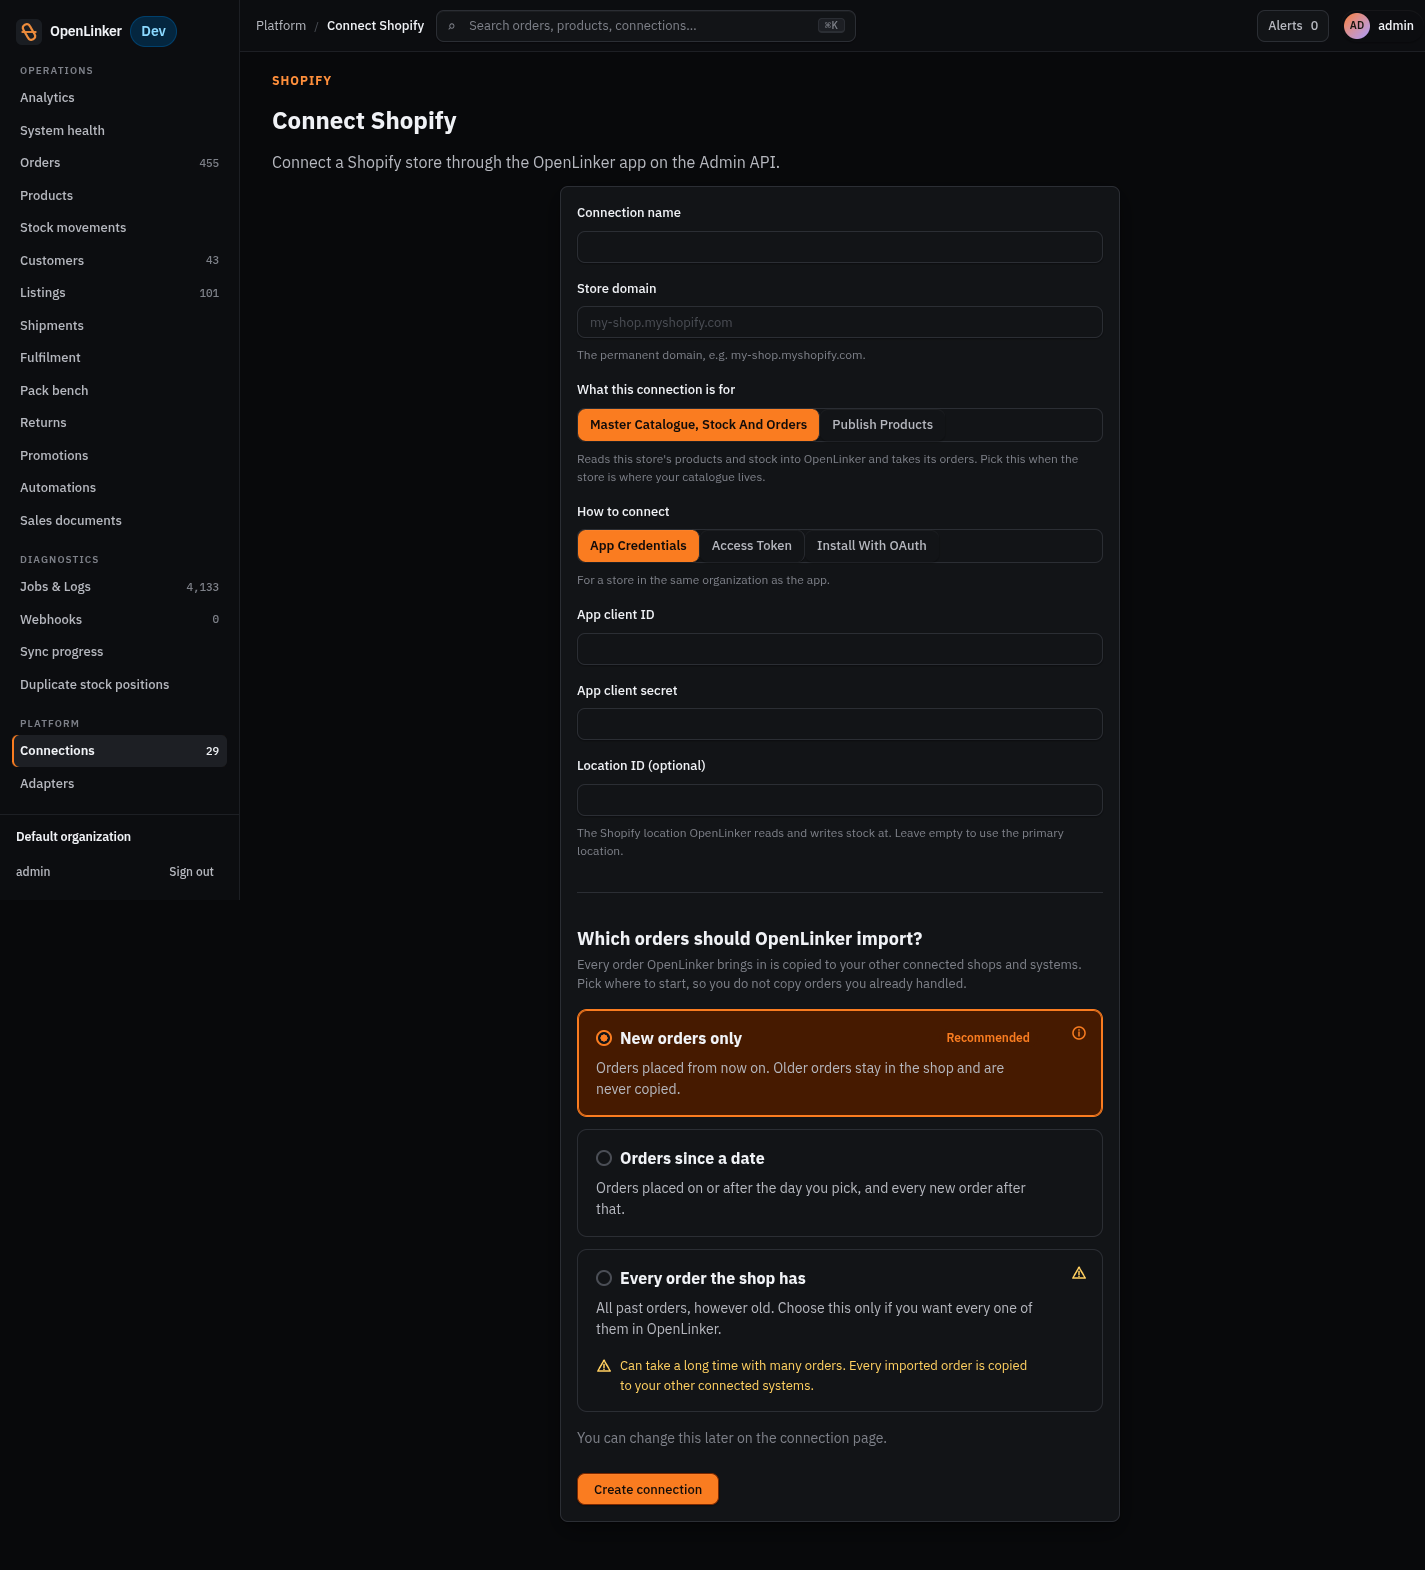 OpenLinker Dev
Platform / Connect Shopify
Search orders, products, connections... ⌘K
Alerts 0
AD admin
OPERATIONS
Analytics
System health
Orders 455
Products
Stock movements
Customers 43
Listings 101
Shipments
Fulfilment
Pack bench
Returns
Promotions
Automations
Sales documents
DIAGNOSTICS
Jobs & Logs 4,133
Webhooks 0
Sync progress
Duplicate stock positions
PLATFORM
Connections 29
Adapters
Default organization
admin Sign out
SHOPIFY
Connect Shopify
Connect a Shopify store through the OpenLinker app on the Admin API.
Connection name
Store domain
my-shop.myshopify.com
The permanent domain, e.g. my-shop.myshopify.com.
What this connection is for
Master Catalogue, Stock And Orders Publish Products
Reads this store's products and stock into OpenLinker and takes its orders. Pick this when the
store is where your catalogue lives.
How to connect
App Credentials Access Token Install With OAuth
For a store in the same organization as the app.
App client ID
App client secret
Location ID (optional)
The Shopify location OpenLinker reads and writes stock at. Leave empty to use the primary
location.
Which orders should OpenLinker import?
Every order OpenLinker brings in is copied to your other connected shops and systems.
Pick where to start, so you do not copy orders you already handled.
New orders only Recommended
Orders placed from now on. Older orders stay in the shop and are
never copied.
Orders since a date
Orders placed on or after the day you pick, and every new order after
that.
Every order the shop has
All past orders, however old. Choose this only if you want every one of
them in OpenLinker.
Can take a long time with many orders. Every imported order is copied
to your other connected systems.
You can change this later on the connection page.
Create connection